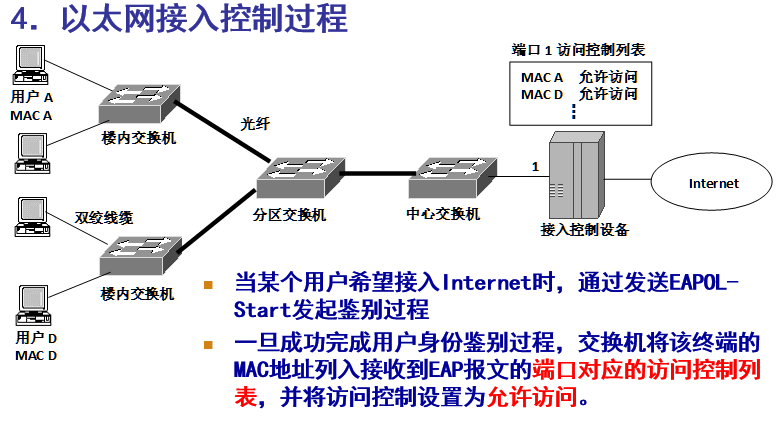 4．以太网接入控制过程
端口 1 访问控制列表
MAC A 允许访问
MAC D 允许访问
用户 A
MAC A
楼内交换机
光纤
1
Internet
双绞线缆
分区交换机
中心交换机
接入控制设备
楼内交换机
用户 D
MAC D
当某个用户希望接入Internet时，通过发送EAPOL-
Start发起鉴别过程
一旦成功完成用户身份鉴别过程，交换机将该终端的
MAC地址列入接收到EAP报文的端口对应的访问控制列
表，并将访问控制设置为允许访问。